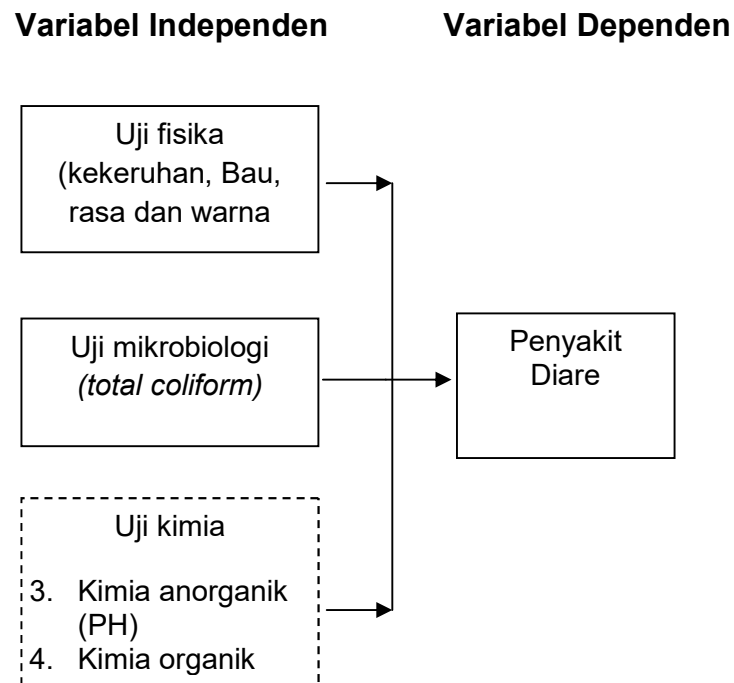 Variabel Independen
Variabel Dependen
Uji fisika
(kekeruhan, Bau,
rasa dan warna
Uji mikrobiologi
(total coliform)
Penyakit
Diare
Uji kimia
3. Kimia anorganik
(PH)
4. Kimia organik